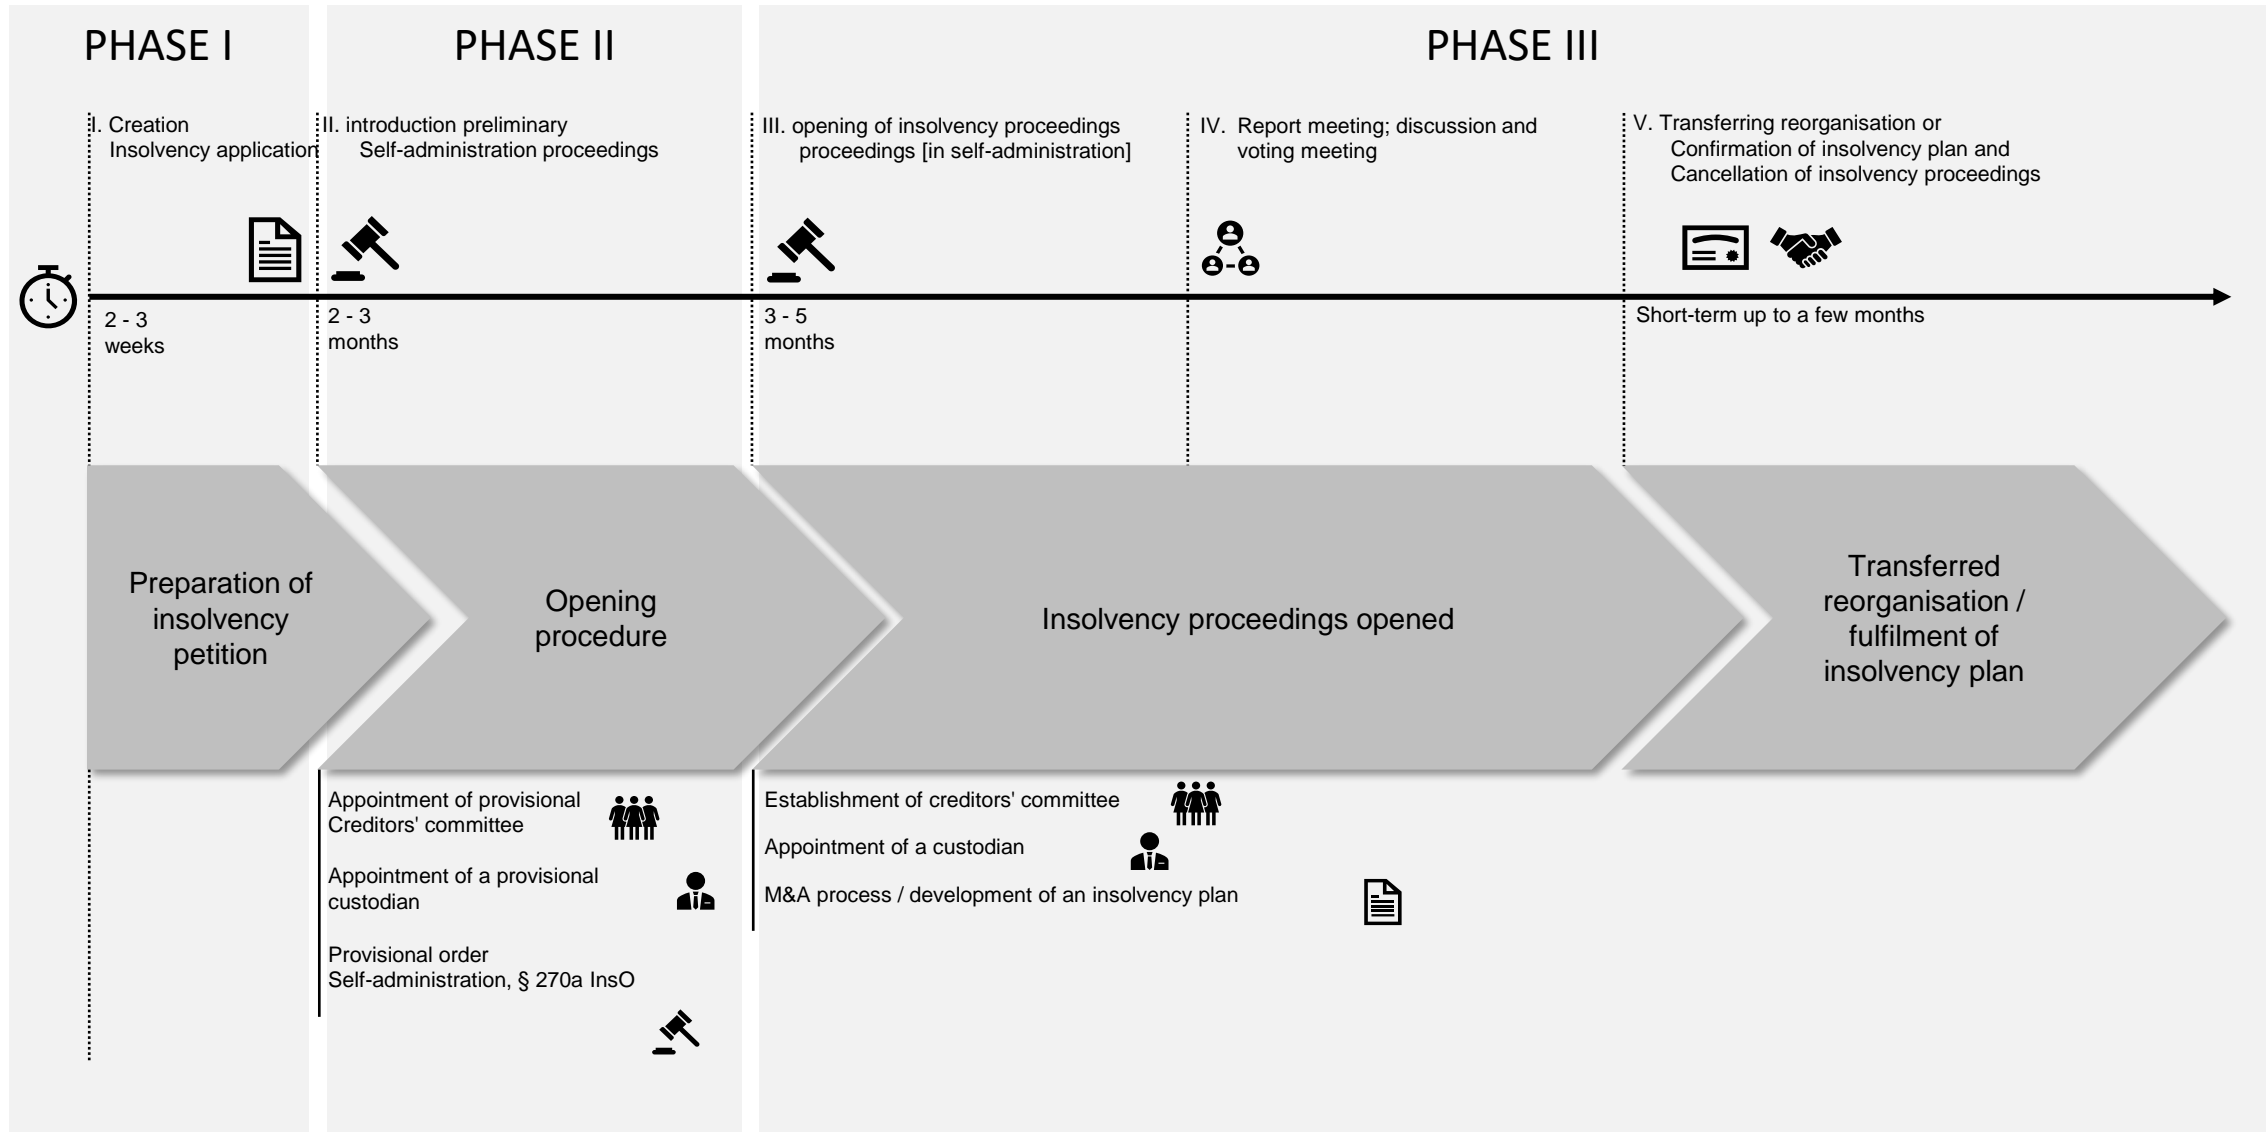 PHASE I
PHASE II
PHASE III
I. Creation
Insolvency application
II. introduction preliminary
Self-administration proceedings
III. opening of insolvency proceedings
proceedings [in self-administration]
IV. Report meeting; discussion and
voting meeting
V. Transferring reorganisation or
Confirmation of insolvency plan and
Cancellation of insolvency proceedings
2 - 3
weeks
2 - 3
months
3 - 5
months
Short-term up to a few months
Preparation of
insolvency
petition
Opening
procedure
Insolvency proceedings opened
Transferred
reorganisation /
fulfilment of
insolvency plan
Appointment of provisional
Creditors' committee
Appointment of a provisional
custodian
Provisional order
Self-administration, § 270a InsO
Establishment of creditors' committee
Appointment of a custodian
M&A process / development of an insolvency plan